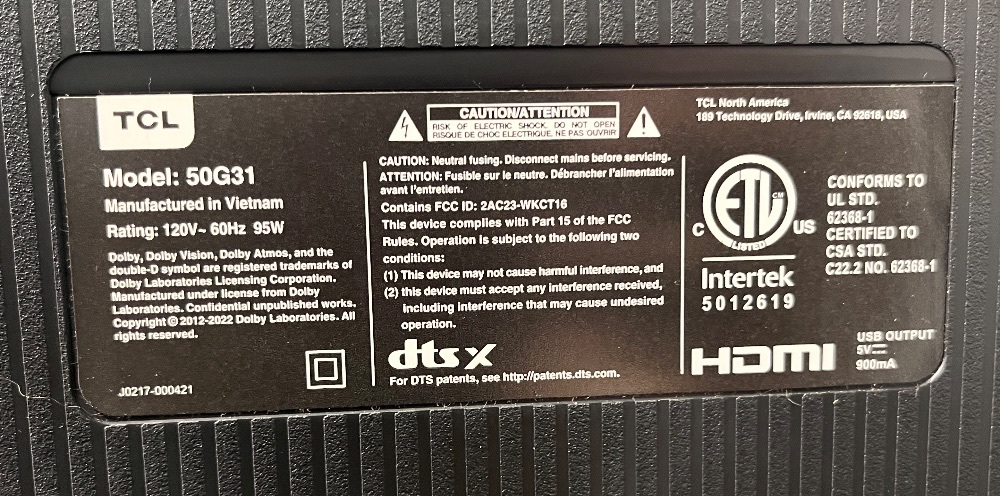 TCL
Model: 50G31
Manufactured in Vietnam
Rating: 120V~ 60Hz 95W
Dolby, Dolby Vision, Dolby Atmos, and the
double-D symbol are registered trademarks of
Dolby Laboratories Licensing Corporation.
Manufactured under license from Dolby
Laboratories. Confidential unpublished works.
Copyright © 2012-2022 Dolby Laboratories. All
rights reserved.
J0217-000421
CAUTION/ATTENTION
RISK OF ELECTRIC SHOCK. DO NOT OPEN
RISQUE DE CHOC ELECTRIQUE, NE PAS OUVRIR
CAUTION: Neutral fusing. Disconnect mains before servicing.
ATTENTION: Fusible sur le neutre. Débrancher l'alimentation
avant l'entretien.
Contains FCC ID: 2AC23-WKCT16
This device complies with Part 15 of the FCC
Rules. Operation is subject to the following two
conditions:
(1) This device may not cause harmful interference, and
(2) this device must accept any interference received,
including interference that may cause undesired
operation.
dts X
For DTS patents, see http://patents.dts.com.
TCL North America
189 Technology Drive, Irvine, CA 92618, USA
ETL CM
LISTED
C US
Intertek
5012619
CONFORMS TO
UL STD.
62368-1
CERTIFIED TO
CSA STD.
C22.2 NO. 62368-1
HDMI
USB OUTPUT
5V⎓
900mA